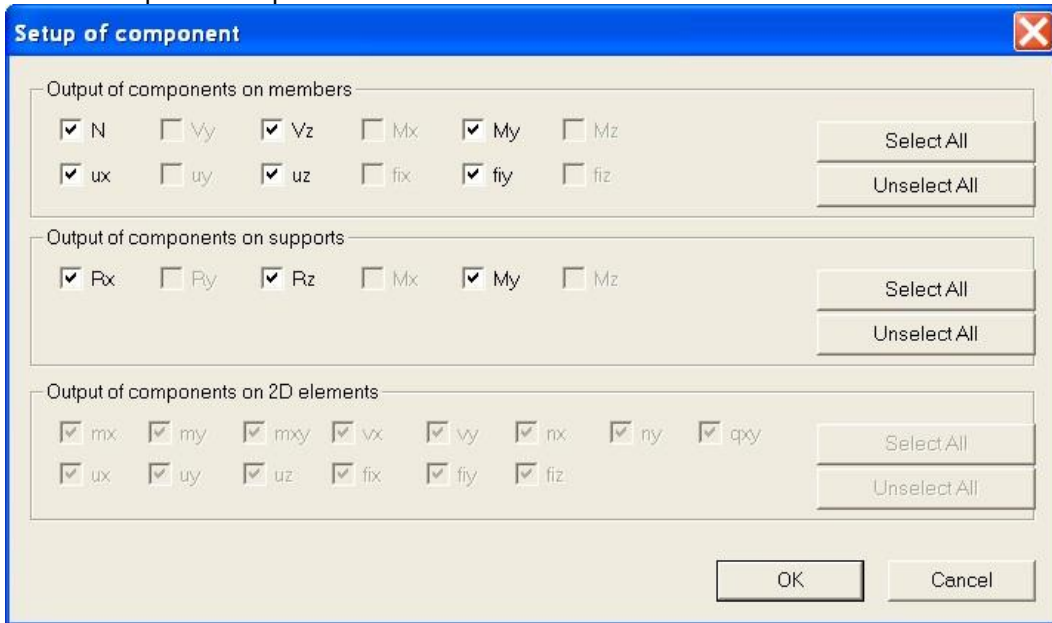 Setup of component
Output of components on members
N Vy Vz Mx My Mz
Select All
ux uy uz fix fiy fiz
Unselect All
Output of components on supports
Rx Ry Rz Mx My Mz
Select All
Unselect All
Output of components on 2D elements
mx my mxy vx vy nx ny qxy
Select All
ux uy uz fix fiy fiz
Unselect All
OK Cancel